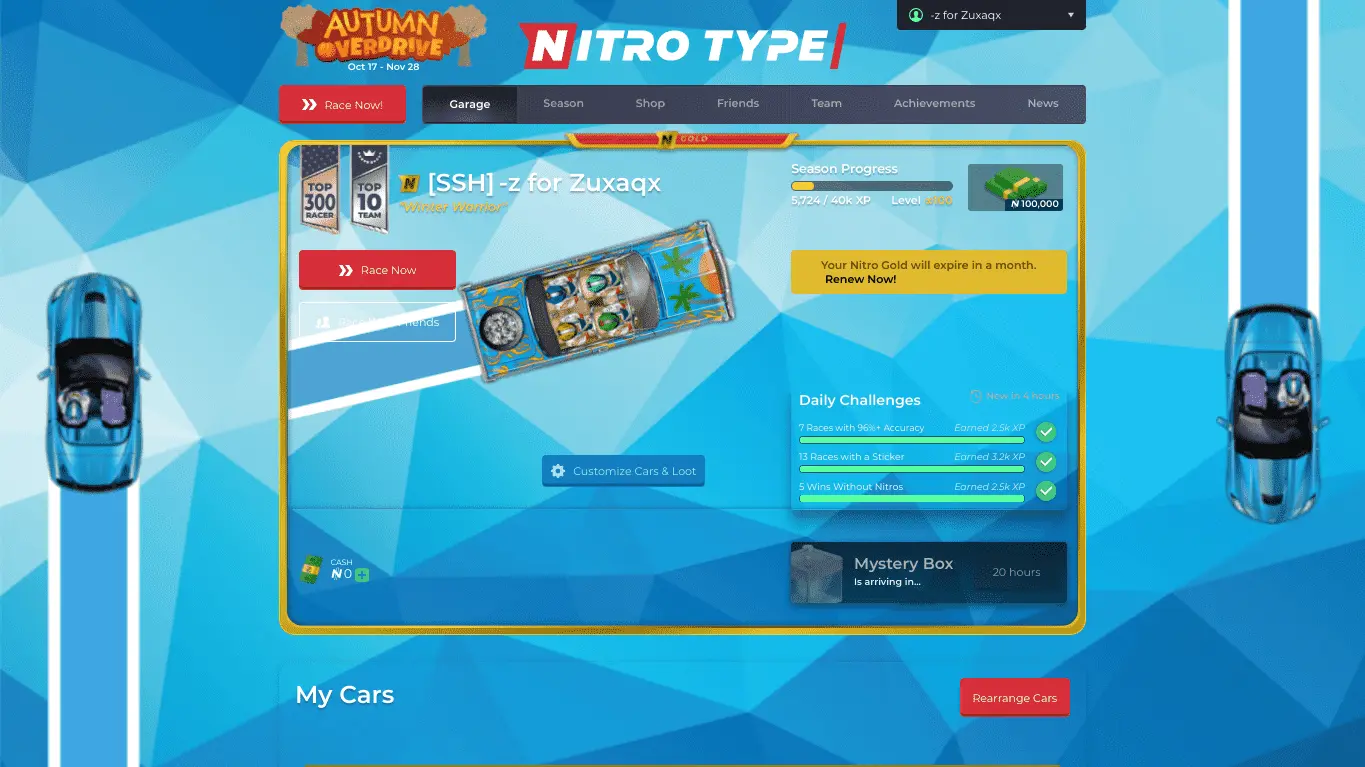 AUTUMN
OVERDRIVE
Oct 17 - Nov 28
NITRO TYPE
-z for Zuxaqx
Race Now!
Garage
Season
Shop
Friends
Team
Achievements
News
N GOLD
TOP
300
RACER
TOP
10
TEAM
N [SSH] -z for Zuxaqx
"Winter Warrior"
Season Progress
5,724 / 40k XP
Level
N 100,000
Race Now
Your Nitro Gold will expire in a month.
Renew Now!
Friends
Daily Challenges
New in 4 hours
7 Races with 96%+ Accuracy
Earned 2.5k XP
13 Races with a Sticker
Earned 3.2k XP
5 Wins Without Nitros
Earned 2.5k XP
Customize Cars & Loot
CASH
N 0
Mystery Box
Is arriving in...
20 hours
My Cars
Rearrange Cars